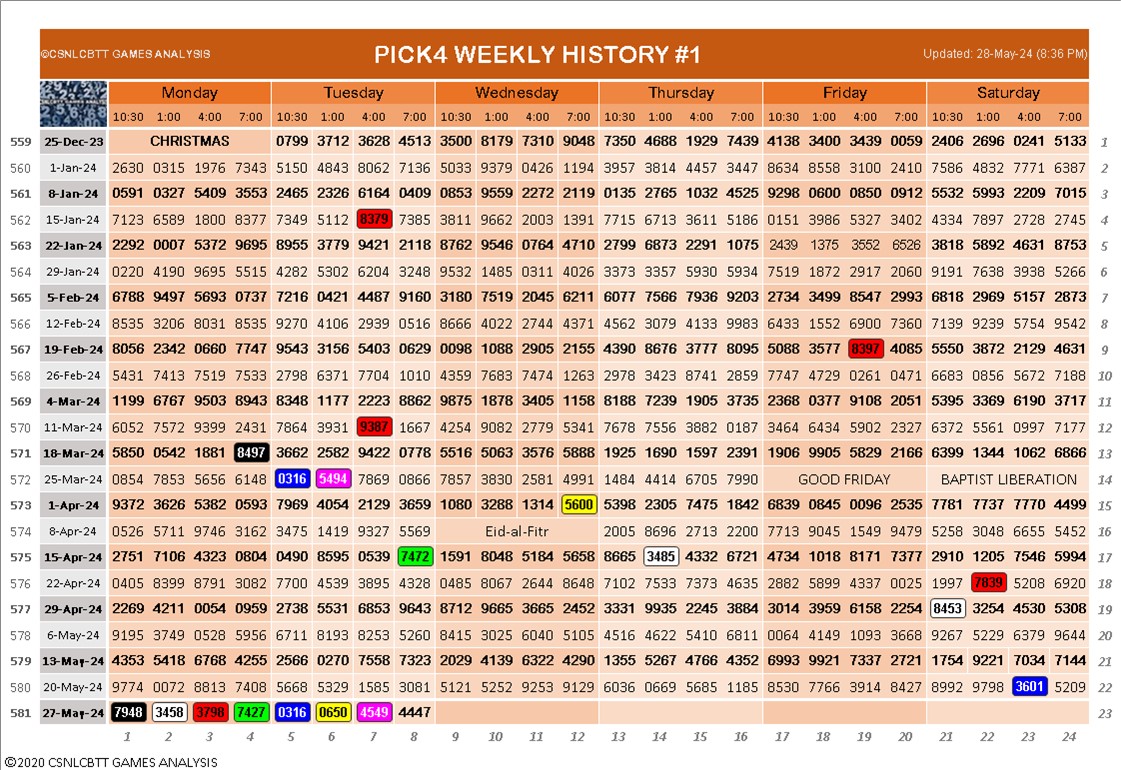 ©CSNLCBTT GAMES ANALYSIS PICK4 WEEKLY HISTORY #1 Updated: 28-May-24 (8:36 PM)
Monday Tuesday Wednesday Thursday Friday Saturday
10:30 1:00 4:00 7:00 10:30 1:00 4:00 7:00 10:30 1:00 4:00 7:00 10:30 1:00 4:00 7:00 10:30 1:00 4:00 7:00 10:30 1:00 4:00 7:00
559 25-Dec-23 CHRISTMAS 0799 3712 3628 4513 3500 8179 7310 9048 7350 4688 1929 7439 4138 3400 3439 0059 2406 2696 0241 5133 1
560 1-Jan-24 2630 0315 1976 7343 5150 4843 8062 7136 5033 9379 0426 1194 3957 3814 4457 3447 8634 8558 3100 2410 7586 4832 7771 6387 2
561 8-Jan-24 0591 0327 5409 3553 2465 2326 6164 0409 0853 9559 2272 2119 0135 2765 1032 4525 9298 0600 0850 0912 5532 5993 2209 7015 3
562 15-Jan-24 7123 6589 1800 8377 7349 5112 8379 7385 3811 9662 2003 1391 7715 6713 3611 5186 0151 3986 5327 3402 4334 7897 2728 2745 4
563 22-Jan-24 2292 0007 5372 9695 8955 3779 9421 2118 8762 9546 0764 4710 2799 6873 2291 1075 2439 1375 3552 6526 3818 5892 4631 8753 5
564 29-Jan-24 0220 4190 9695 5515 4282 5302 6204 3248 9532 1485 0311 4026 3373 3357 5930 5934 7519 1872 2917 2060 9191 7638 3938 5266 6
565 5-Feb-24 6788 9497 5693 0737 7216 0421 4487 9160 3180 7519 2045 6211 6077 7566 7936 9203 2734 3499 8547 2993 6818 2969 5157 2873 7
566 12-Feb-24 8535 3206 8031 8535 9270 4106 2939 0516 8666 4022 2744 4371 4562 3079 4133 9983 6433 1552 6900 7360 7139 9239 5754 9542 8
567 19-Feb-24 8056 2342 0660 7747 9543 3156 5403 0629 0098 1088 2905 2155 4390 8676 3777 8095 5088 3577 8397 4085 5550 3872 2129 4631 9
568 26-Feb-24 5431 7413 7519 7533 2798 6371 7704 1010 4359 7683 7474 1263 2978 3423 8741 2859 7747 4729 0261 0471 6683 0856 5672 7188 10
569 4-Mar-24 1199 6767 9503 8943 8348 1177 2223 8862 9875 1878 3405 1158 8188 7239 1905 3735 2368 0377 9108 2051 5395 3369 6190 3717 11
570 11-Mar-24 6052 7572 9399 2431 7864 3931 9387 1667 4254 9082 2779 5341 7678 7556 3882 0187 3464 6434 5902 2327 6372 5561 0997 7177 12
571 18-Mar-24 5850 0542 1881 8497 3662 2582 9422 0778 5516 5063 3576 5888 1925 1690 1597 2391 1906 9905 5829 2166 6399 1344 1062 6866 13
572 25-Mar-24 0854 7853 5656 6148 0316 5494 7869 0866 7857 3830 2581 4991 1484 4414 6705 7990 GOOD FRIDAY BAPTIST LIBERATION 14
573 1-Apr-24 9372 3626 5382 0593 7969 4054 2129 3659 1080 3288 1314 5600 5398 2305 7475 1842 6839 0845 0096 2535 7781 7737 7770 4499 15
574 8-Apr-24 0526 5711 9746 3162 3475 1419 9327 5569 Eid-al-Fitr 2005 8696 2713 2200 7713 9045 1549 9479 5258 3048 6655 5452 16
575 15-Apr-24 2751 7106 4323 0804 0490 8595 0539 7472 1591 8048 5184 5658 8665 3485 4332 6721 4734 1018 8171 7377 2910 1205 7546 5994 17
576 22-Apr-24 0405 8399 8791 3082 7700 4539 3895 4328 0485 8067 2644 8648 7102 7533 7373 4635 2882 5899 4337 0025 1997 7839 5208 6920 18
577 29-Apr-24 2269 4211 0054 0959 2738 5531 6853 9643 8712 9665 3665 2452 3331 9935 2245 3884 3014 3959 6158 2254 8453 3254 4530 5308 19
578 6-May-24 9195 3749 0528 5956 6711 8193 8253 5260 8415 3025 6040 5105 4516 4622 5410 6811 0064 4149 1093 3668 9267 5229 6379 9644 20
579 13-May-24 4353 5418 6768 4255 2566 0270 7558 7323 2029 4139 6322 4290 1355 5267 4766 4352 6993 9921 7337 2721 1754 9221 7034 7144 21
580 20-May-24 9774 0072 8813 7408 5668 5329 1585 3081 5121 5252 9253 9129 6036 0669 5685 1185 8530 7766 3914 8427 8992 9798 3601 5209 22
581 27-May-24 7948 3458 3798 7427 0316 0650 4549 4447 23
1 2 3 4 5 6 7 8 9 10 11 12 13 14 15 16 17 18 19 20 21 22 23 24
©2020 CSNLCBTT GAMES ANALYSIS